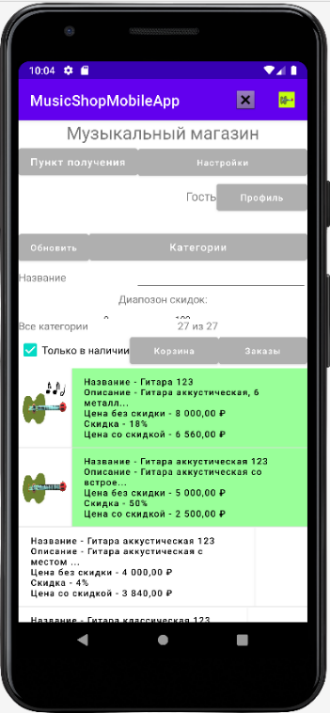 10:04
MusicShopMobileApp
Музыкальный магазин
Пункт получения Настройки
Гость Профиль
Обновить Категории
Название
Диапозон скидок:
Все категории 27 из 27
Только в наличии Корзина Заказы
Название - Гитара 123
Описание - Гитара аккустическая, 6
металл...
Цена без скидки - 8 000,00 ₽
Скидка - 18%
Цена со скидкой - 6 560,00 ₽
Название - Гитара аккустическая 123
Описание - Гитара аккустическая со
встрое...
Цена без скидки - 5 000,00 ₽
Скидка - 50%
Цена со скидкой - 2 500,00 ₽
Название - Гитара аккустическая 123
Описание - Гитара аккустическая с
местом ...
Цена без скидки - 4 000,00 ₽
Скидка - 4%
Цена со скидкой - 3 840,00 ₽
Название - Гитара классическая 123